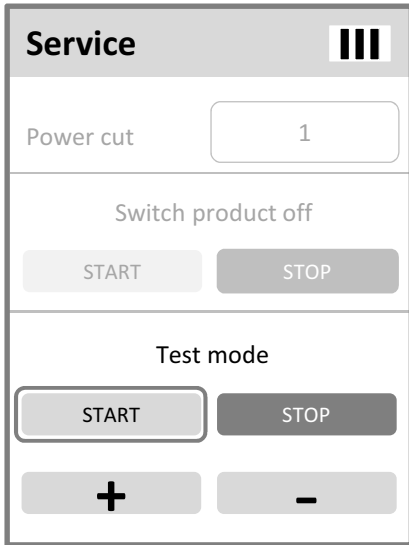 Service
Power cut 1
Switch product off
START STOP
Test mode
START STOP
+ -